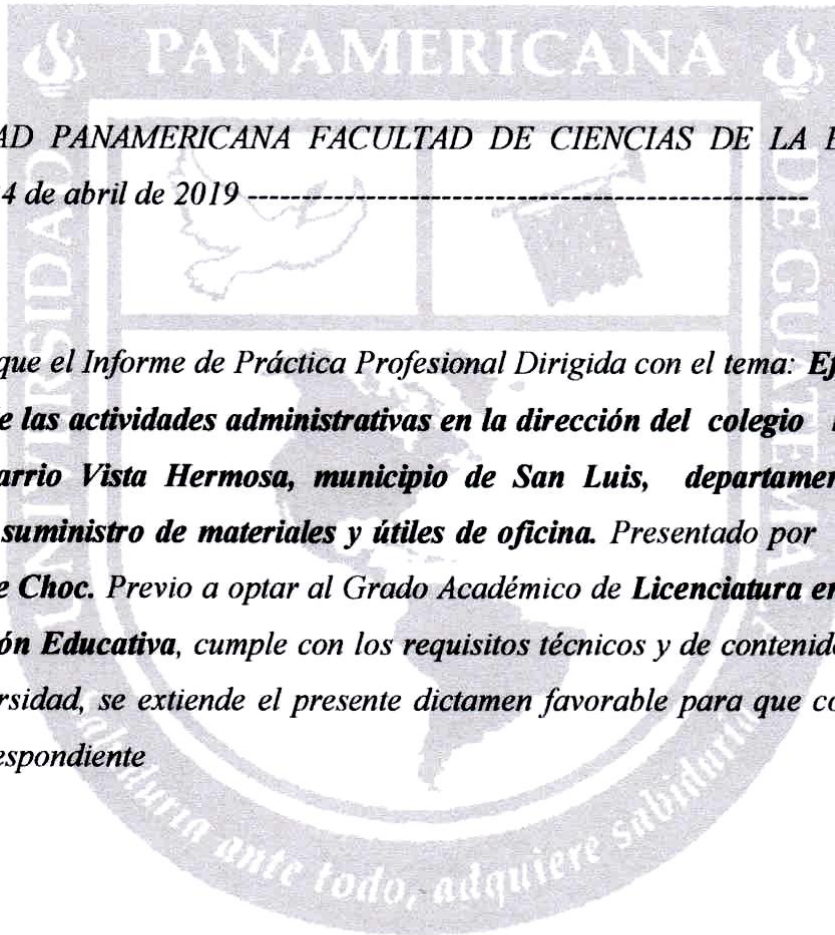 PANAMERICANA
UNIVERSIDAD
DE GUATEMALA
AD PANAMERICANA FACULTAD DE CIENCIAS DE LA E
4 de abril de 2019 --------------------------------------------------------
que el Informe de Práctica Profesional Dirigida con el tema: Ef
e las actividades administrativas en la dirección del colegio
arrio Vista Hermosa, municipio de San Luis, departamen
suministro de materiales y útiles de oficina. Presentado por
e Choc. Previo a optar al Grado Académico de Licenciatura en
ón Educativa, cumple con los requisitos técnicos y de contenid
rsidad, se extiende el presente dictamen favorable para que co
espondiente
Sabiduría ante todo, adquiere sabiduría